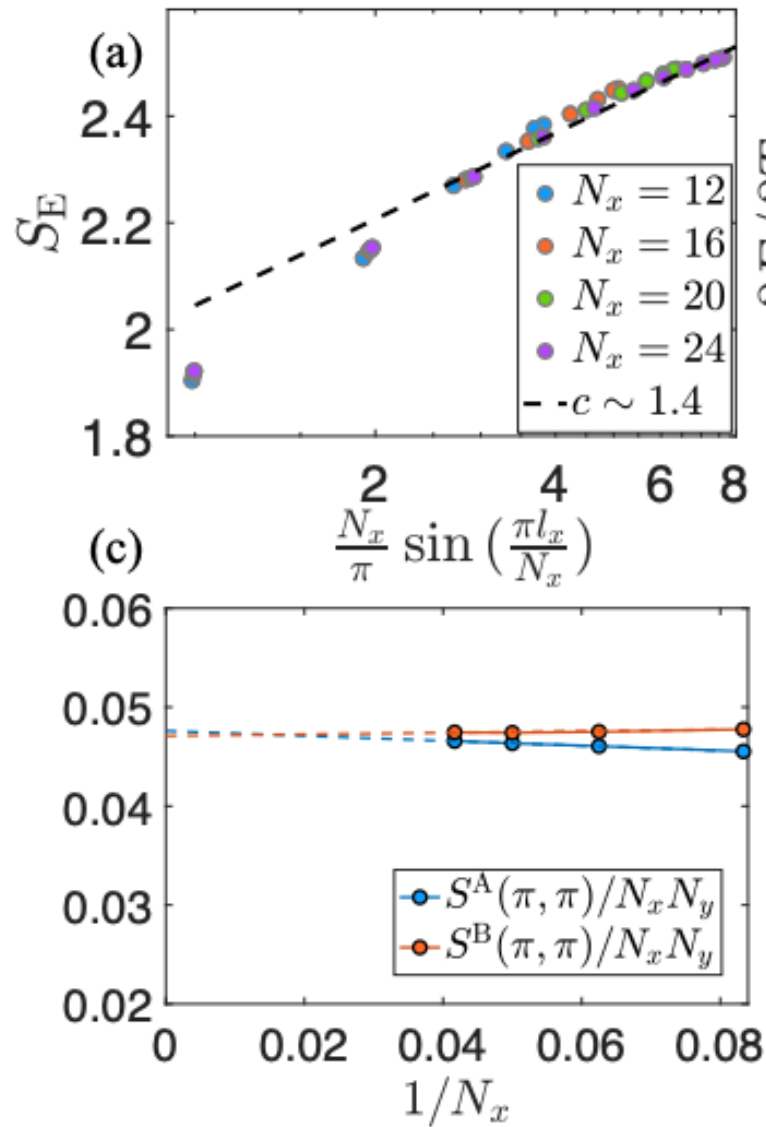 (a)
S_E
2.4
2.2
2
1.8
N_x = 12
N_x = 16
N_x = 20
N_x = 24
c ∼ 1.4
2 4 6 8
\frac{N_x}{π} sin (\frac{πl_x}{N_x})
(c)
0.06
0.05
0.04
0.03
0.02
S^A(π, π)/N_xN_y
S^B(π, π)/N_xN_y
0 0.02 0.04 0.06 0.08
1/N_x